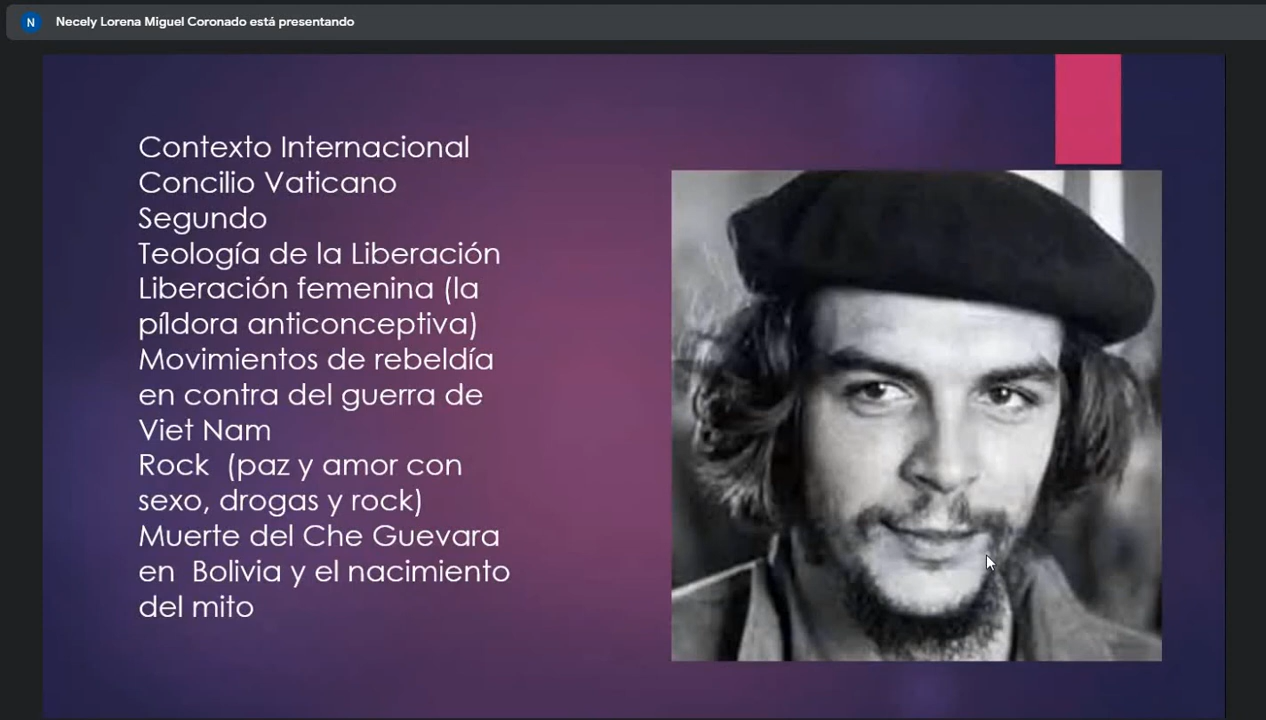 N
Necely Lorena Miguel Coronado está presentando
Contexto Internacional
Concilio Vaticano
Segundo
Teología de la Liberación
Liberación femenina (la
píldora anticonceptiva)
Movimientos de rebeldía
en contra del guerra de
Viet Nam
Rock (paz y amor con
sexo, drogas y rock)
Muerte del Che Guevara
en Bolivia y el nacimiento
del mito